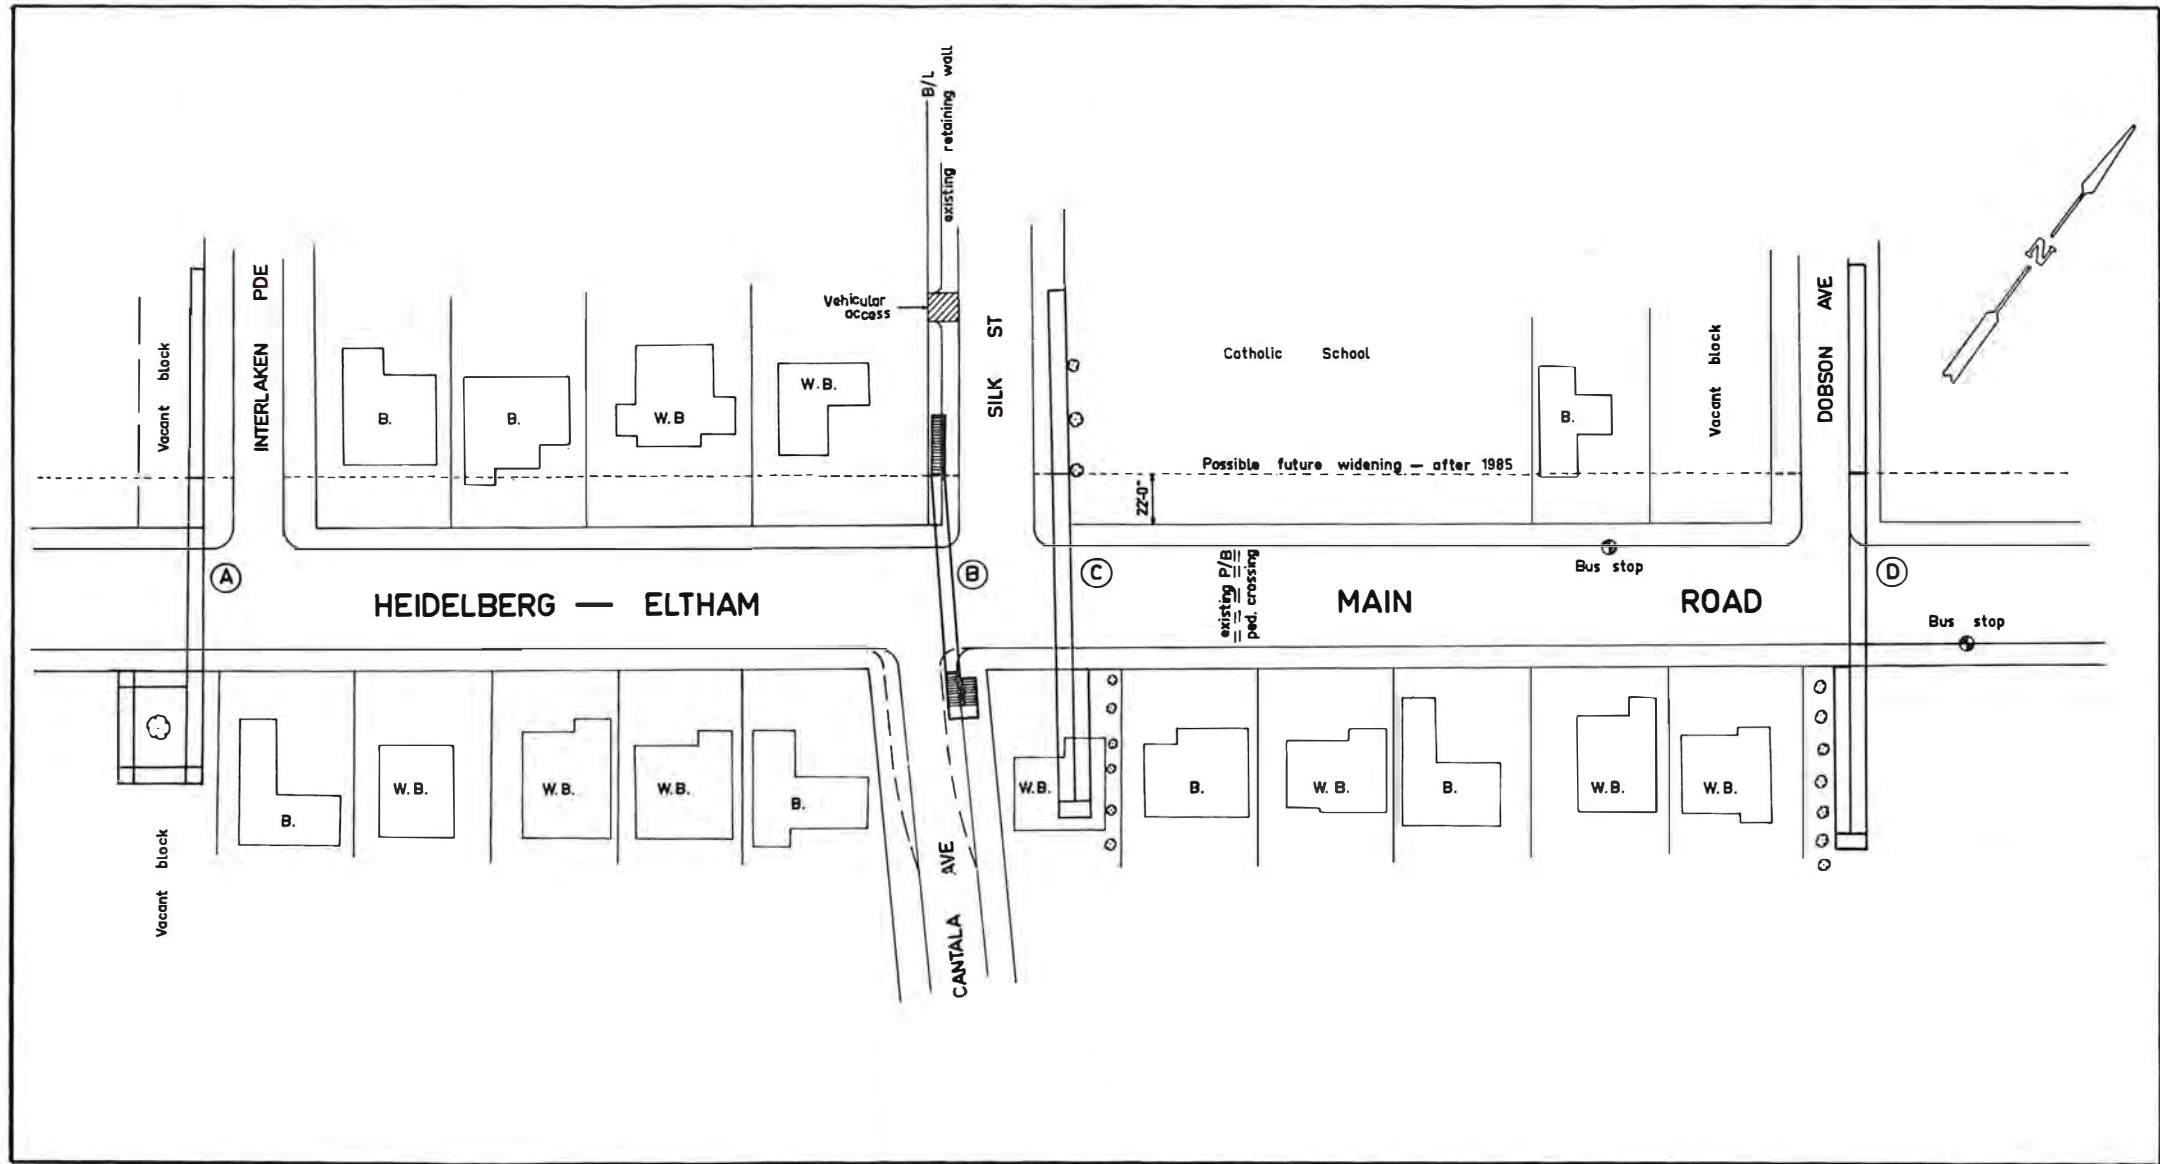 B/L
existing retaining wall
N
INTERLAKEN PDE
Vacant block
Vehicular
access
SILK ST
Catholic School
Vacant block
DOBSON AVE
B.
B.
W.B
W.B.
B.
Possible future widening — after 1985
22'-0"
A
B
C
D
existing P/B
ped. crossing
Bus stop
HEIDELBERG — ELTHAM MAIN ROAD
Bus stop
B.
W.B.
W.B.
W.B.
B.
W.B.
B.
W.B.
B.
W.B.
W.B.
Vacant block
CANTALA AVE